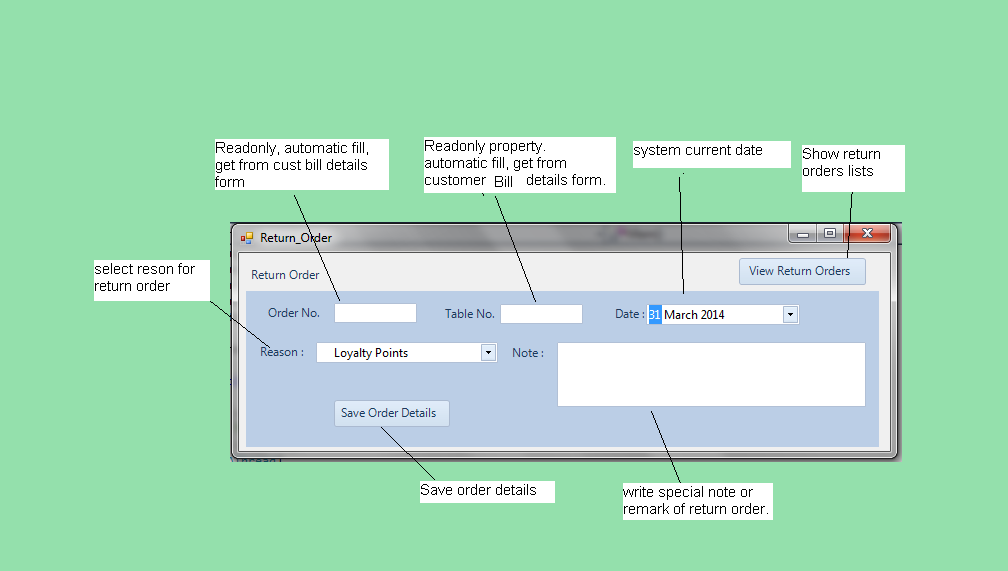 Readonly, automatic fill,
get from cust bill details
form
Readonly property.
automatic fill, get from
customer Bill details form.
system current date
Show return
orders lists
Return_Order
select reson for
return order
Return Order
View Return Orders
Order No.
Table No.
Date : 31 March 2014
Reason :
Loyalty Points
Note :
Save Order Details
Save order details
write special note or
remark of return order.